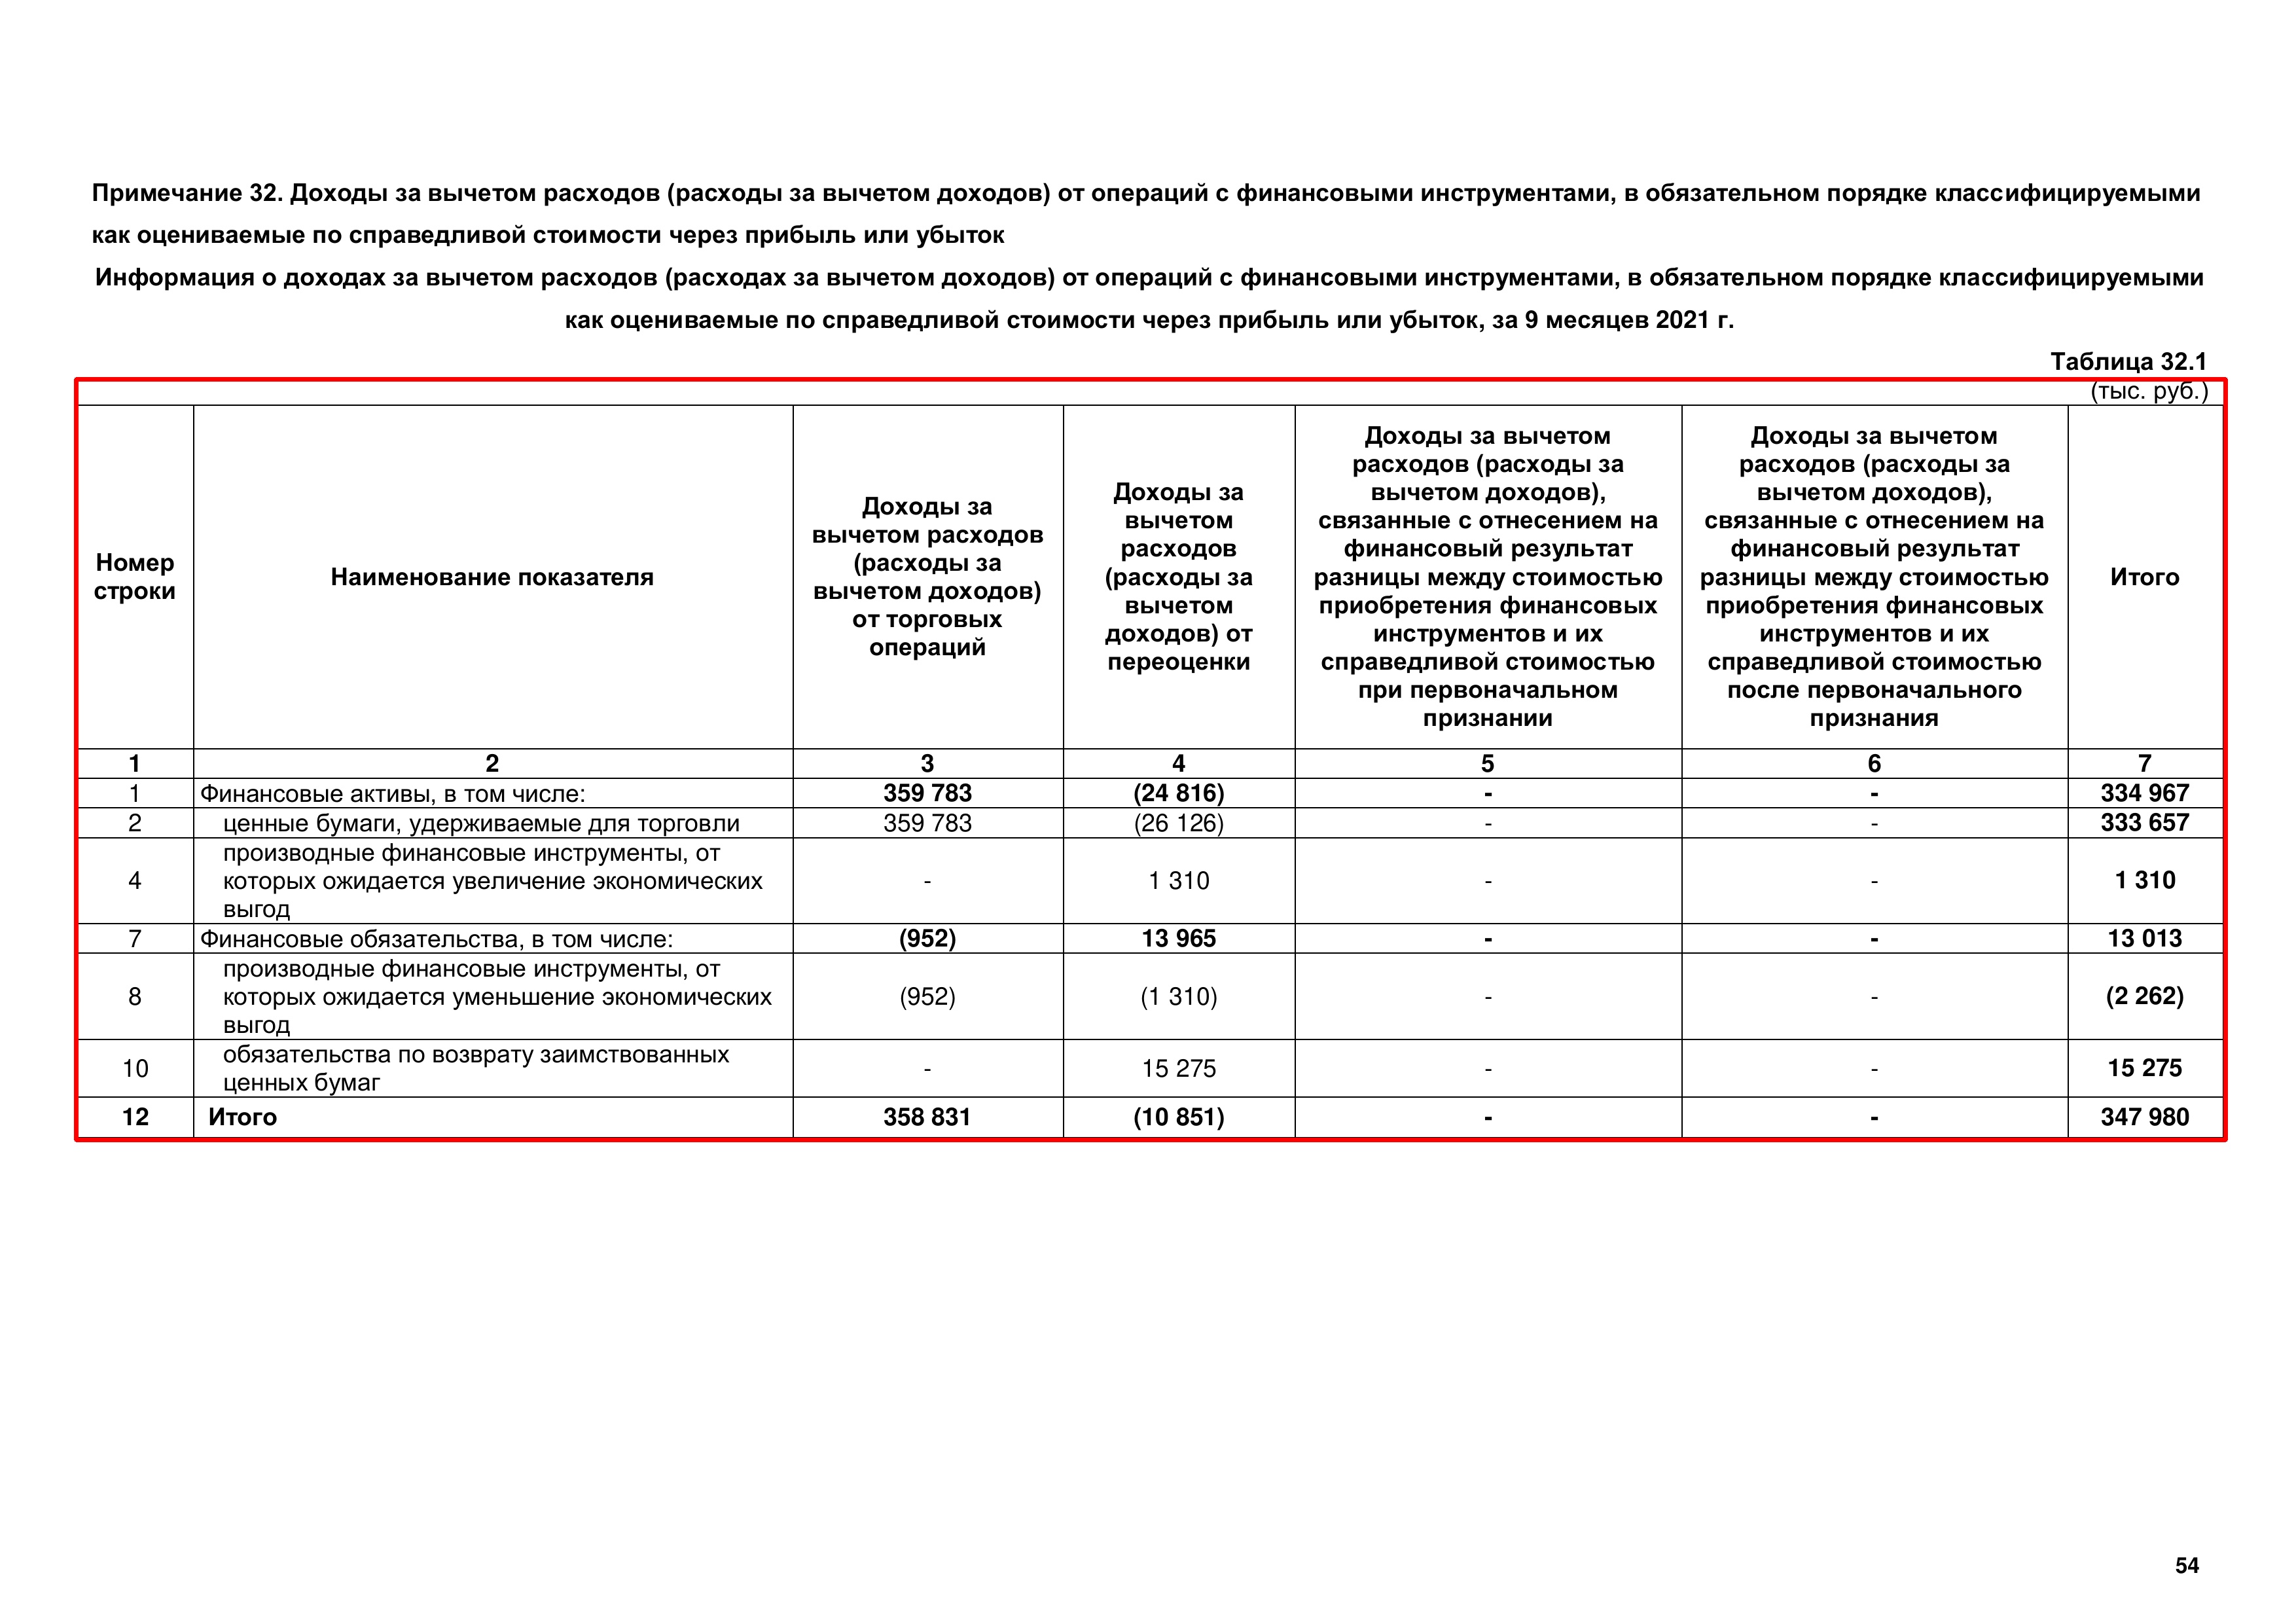 Примечание 32. Доходы за вычетом расходов (расходы за вычетом доходов) от операций с финансовыми инструментами, в обязательном порядке классифицируемыми
как оцениваемые по справедливой стоимости через прибыль или убыток
Информация о доходах за вычетом расходов (расходах за вычетом доходов) от операций с финансовыми инструментами, в обязательном порядке классифицируемыми
как оцениваемые по справедливой стоимости через прибыль или убыток, за 9 месяцев 2021 г.
Таблица 32.1
(тыс. руб.)
Номер
строки
Наименование показателя
Доходы за
вычетом расходов
(расходы за
вычетом доходов)
от торговых
операций
Доходы за
вычетом
расходов
(расходы за
вычетом
доходов) от
переоценки
Доходы за вычетом
расходов (расходы за
вычетом доходов),
связанные с отнесением на
финансовый результат
разницы между стоимостью
приобретения финансовых
инструментов и их
справедливой стоимостью
при первоначальном
признании
Доходы за вычетом
расходов (расходы за
вычетом доходов),
связанные с отнесением на
финансовый результат
разницы между стоимостью
приобретения финансовых
инструментов и их
справедливой стоимостью
после первоначального
признания
Итого
1 2 3 4 5 6 7
1 Финансовые активы, в том числе: 359 783 (24 816) - - 334 967
2 ценные бумаги, удерживаемые для торговли 359 783 (26 126) - - 333 657
4
производные финансовые инструменты, от
которых ожидается увеличение экономических
выгод
- 1 310 - - 1 310
7 Финансовые обязательства, в том числе: (952) 13 965 - - 13 013
8
производные финансовые инструменты, от
которых ожидается уменьшение экономических
выгод
(952) (1 310) - - (2 262)
10
обязательства по возврату заимствованных
ценных бумаг
- 15 275 - - 15 275
12 Итого 358 831 (10 851) - - 347 980
54